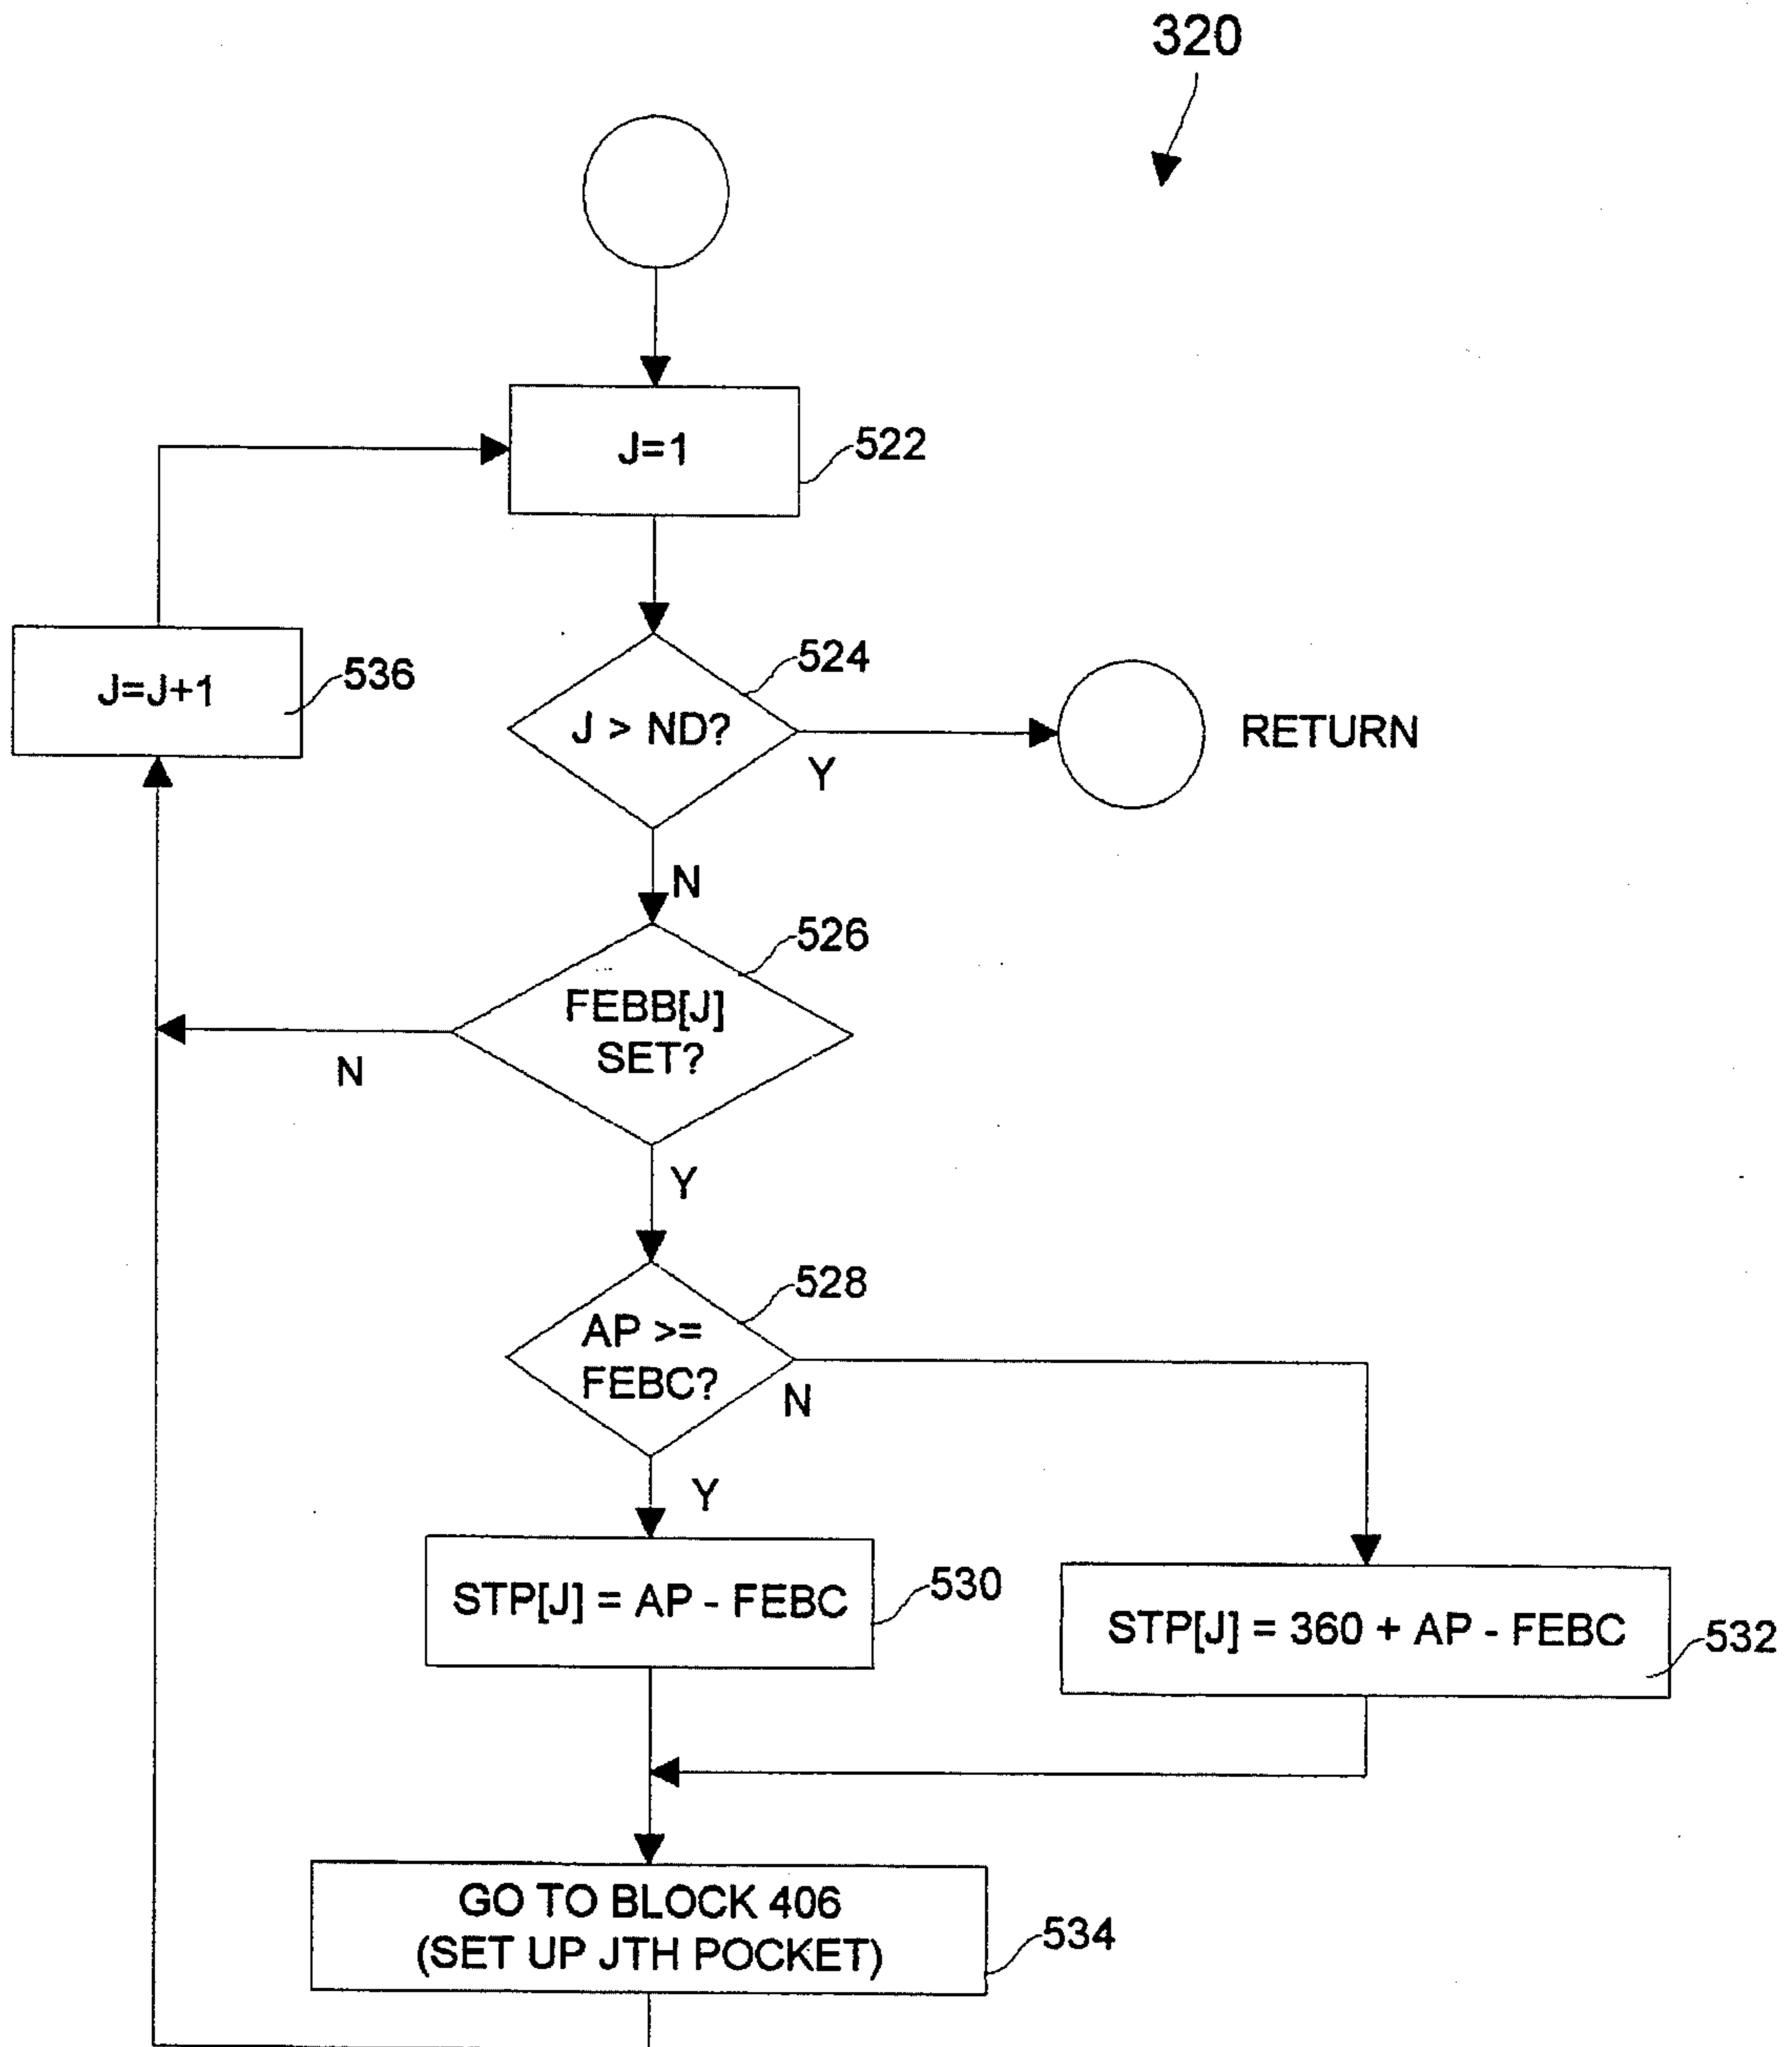 320
J=1
522
J=J+1
536
524
J > ND?
Y
RETURN
N
526
FEBB[J]
SET?
N
Y
528
AP >=
FEBC?
N
Y
STP[J] = AP - FEBC
530
STP[J] = 360 + AP - FEBC
532
GO TO BLOCK 406
(SET UP JTH POCKET)
534